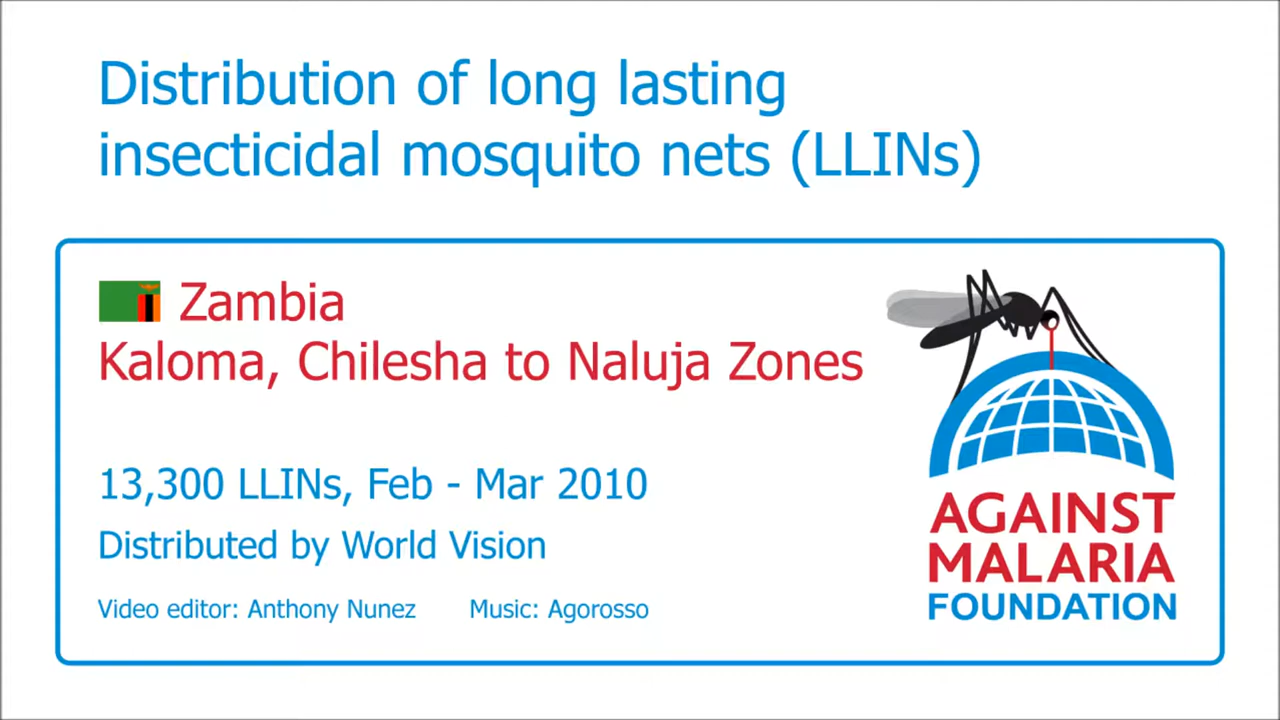 Distribution of long lasting
insecticidal mosquito nets (LLINs)
Zambia
Kaloma, Chilesha to Naluja Zones
13,300 LLINs, Feb - Mar 2010
Distributed by World Vision
Video editor: Anthony Nunez Music: Agorosso
AGAINST
MALARIA
FOUNDATION